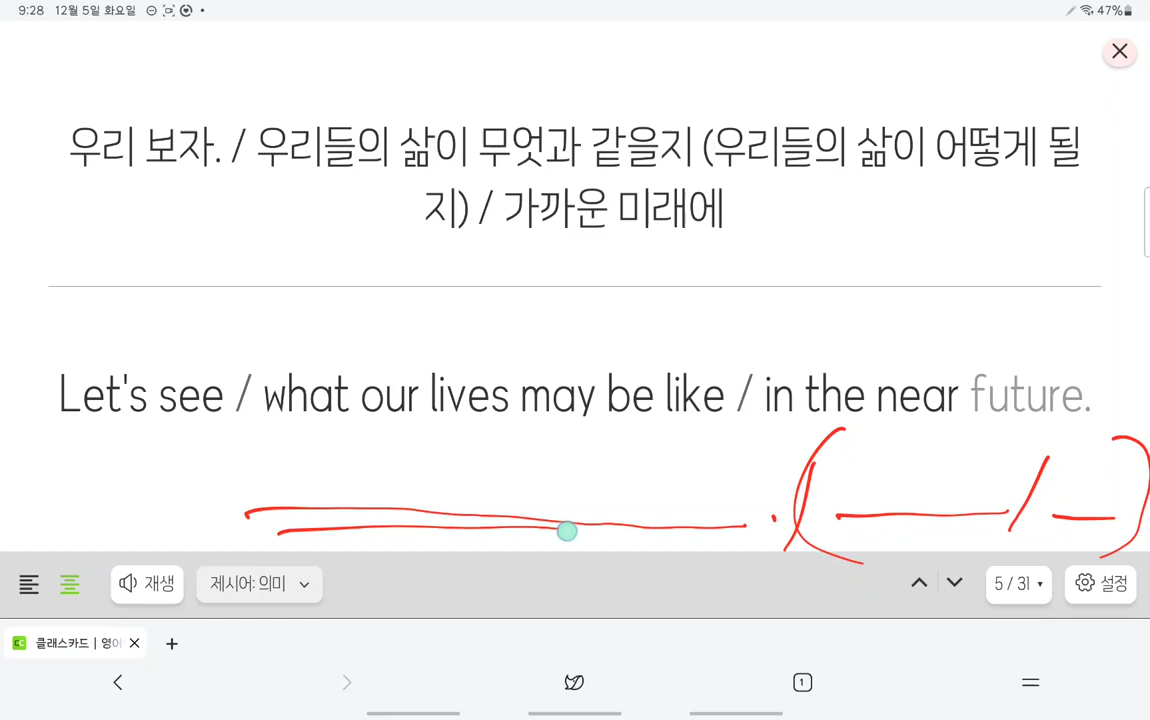 9:28 12월 5일 화요일
47%
우리 보자. / 우리들의 삶이 무엇과 같을지 (우리들의 삶이 어떻게 될
지) / 가까운 미래에
Let's see / what our lives may be like / in the near future.
재생
제시어: 의미
5 / 31
설정
클래스카드 | 영어
1